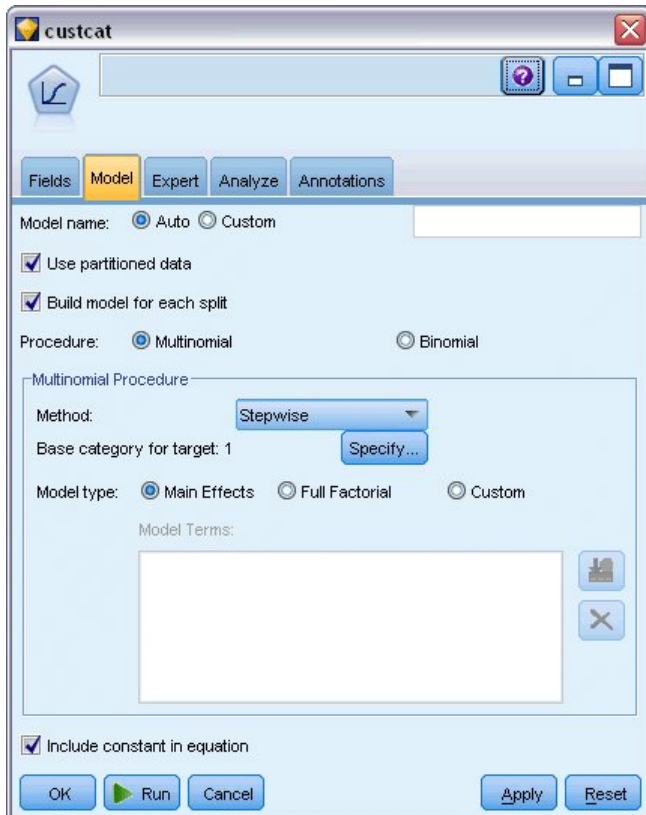 custcat
Fields Model Expert Analyze Annotations
Model name: Auto Custom
Use partitioned data
Build model for each split
Procedure: Multinomial Binomial
Multinomial Procedure
Method: Stepwise
Base category for target: 1 Specify...
Model type: Main Effects Full Factorial Custom
Model Terms:
Include constant in equation
OK Run Cancel Apply Reset